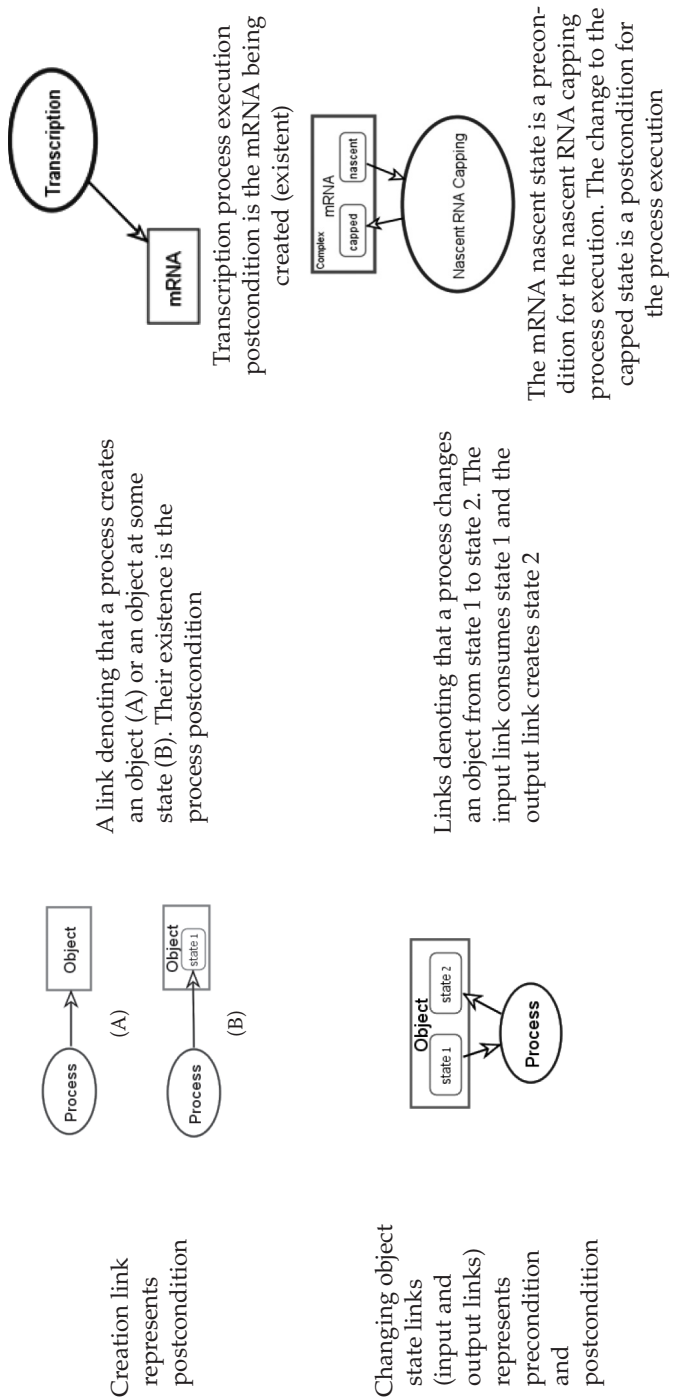 Creation link
represents
postcondition
Process
Object
(A)
Process
Object
state 1
(B)
A link denoting that a process creates
an object (A) or an object at some
state (B). Their existence is the
process postcondition
Transcription
mRNA
Transcription process execution
postcondition is the mRNA being
created (existent)
Changing object
state links
(input and
output links)
represents
precondition
and
postcondition
Object
state 1
state 2
Process
Links denoting that a process changes
an object from state 1 to state 2. The
input link consumes state 1 and the
output link creates state 2
Complex
mRNA
capped
nascent
Nascent RNA Capping
The mRNA nascent state is a precon-
dition for the nascent RNA capping
process execution. The change to the
capped state is a postcondition for
the process execution